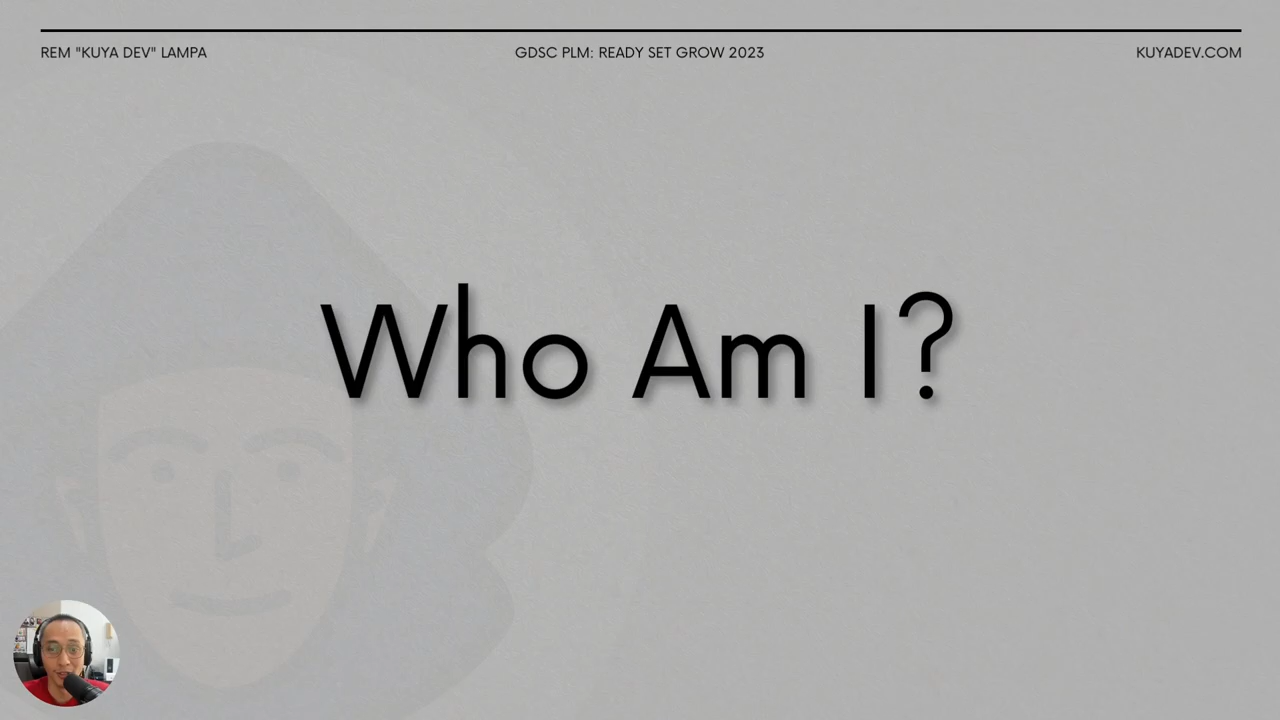 REM "KUYA DEV" LAMPA
GDSC PLM: READY SET GROW 2023
KUYADEV.COM
Who Am I?